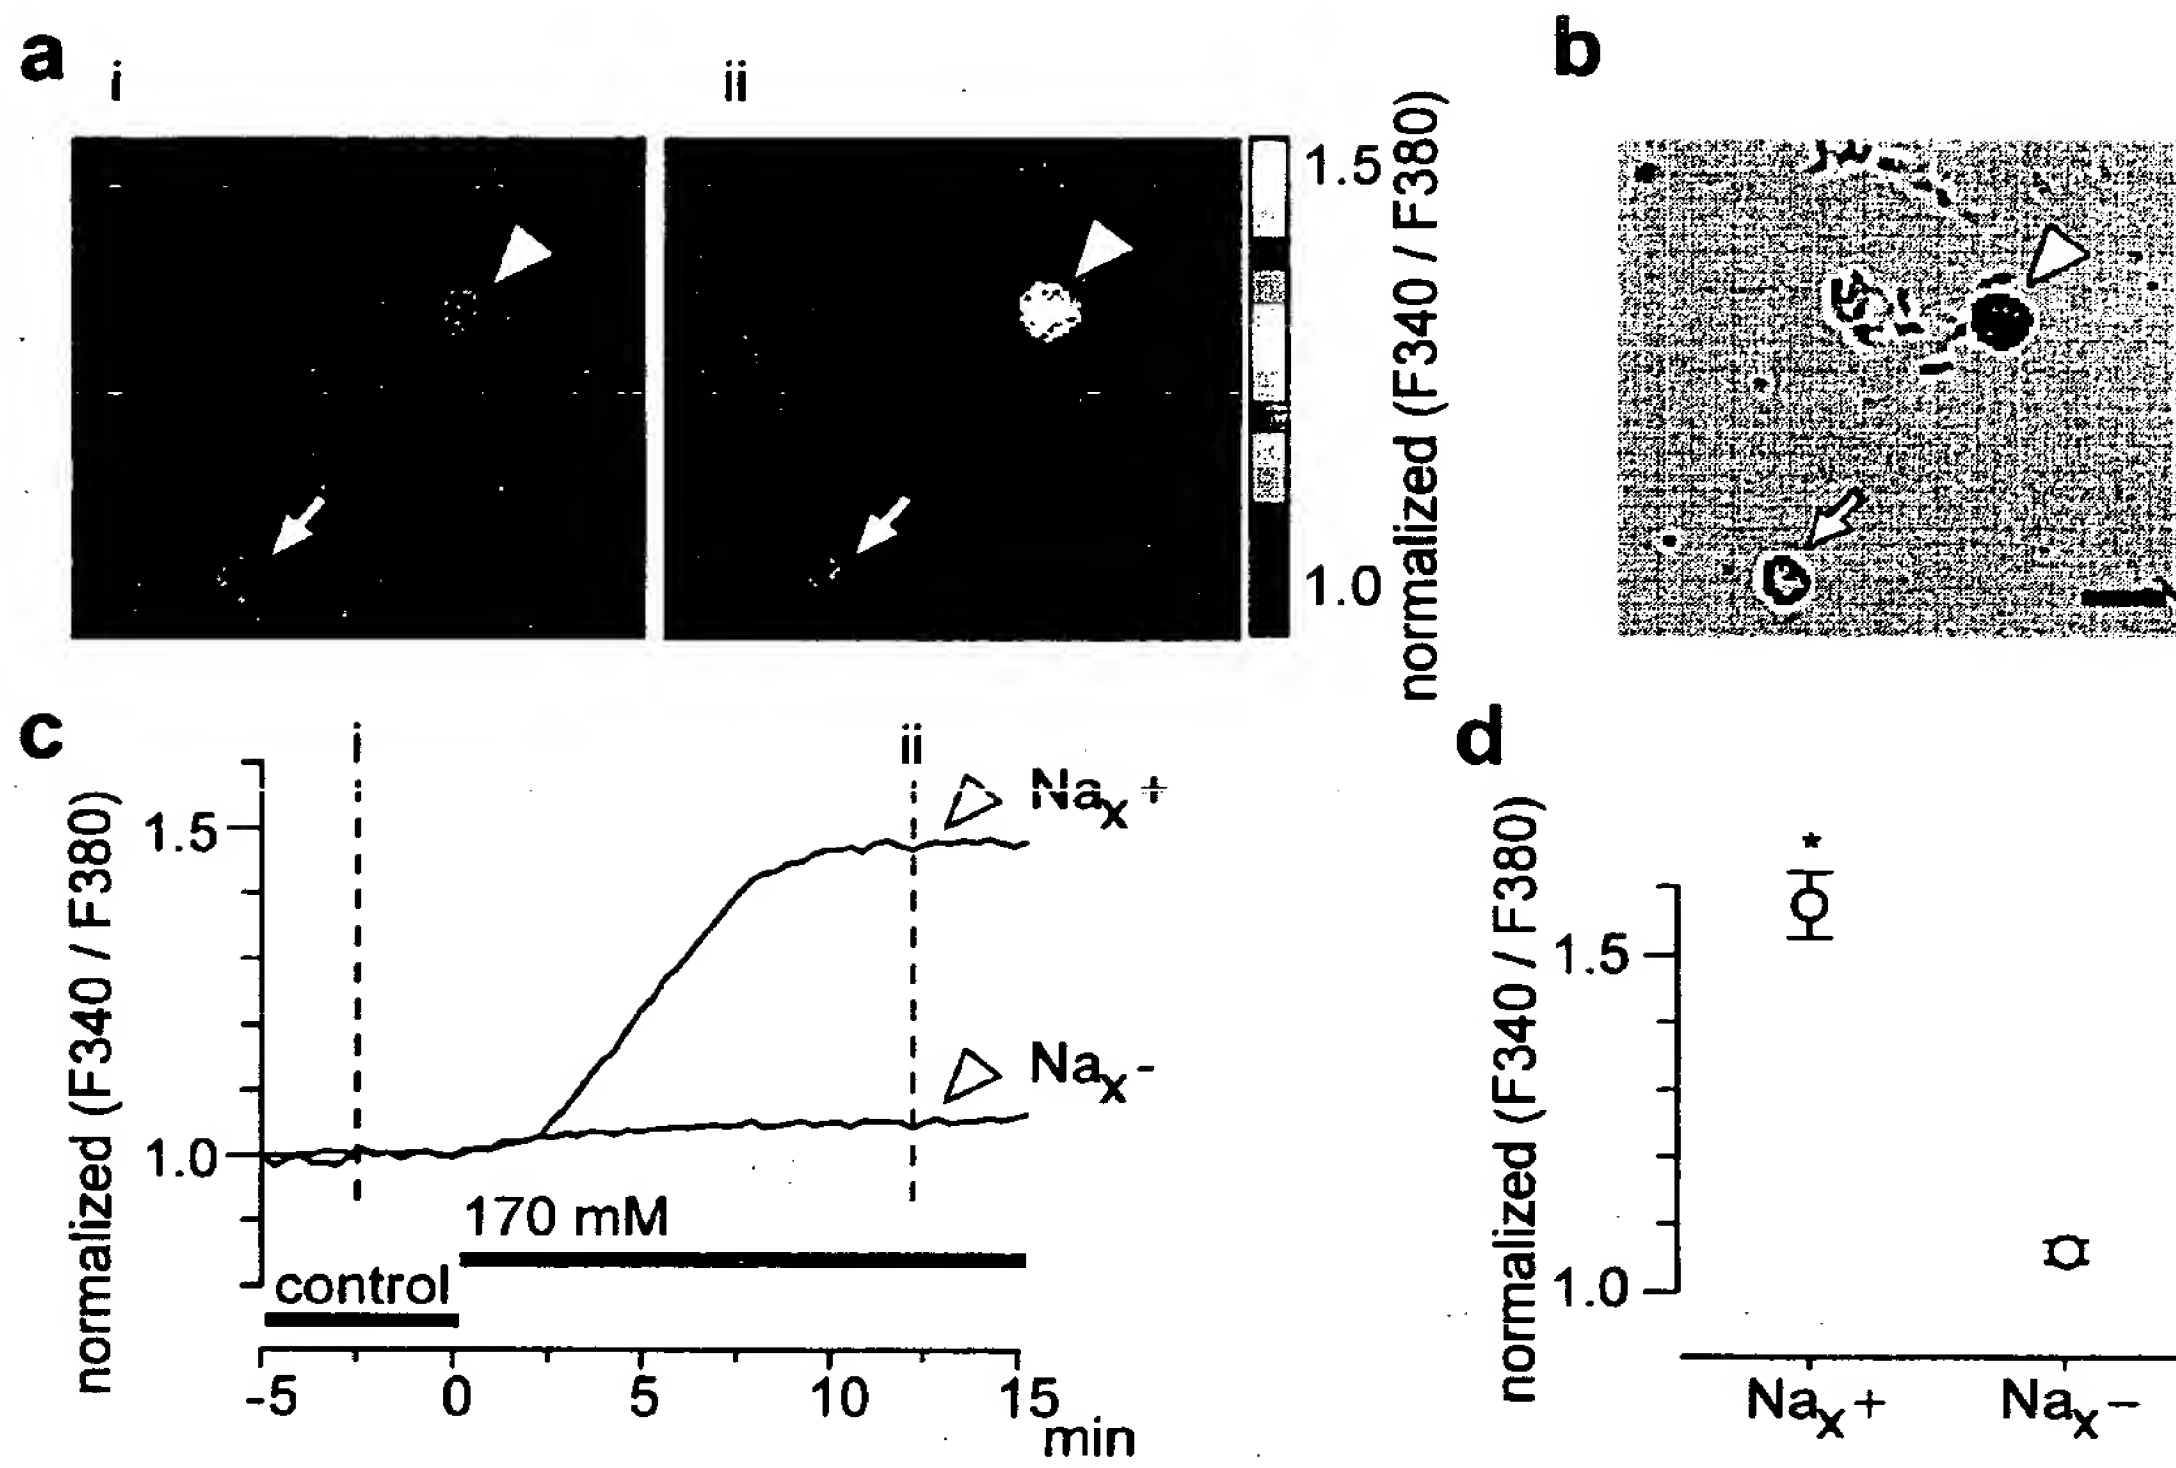 a
i
ii
1.5
1.0
normalized (F340 / F380)
b
c
i
ii
normalized (F340 / F380)
1.5
1.0
Naₓ +
Naₓ -
170 mM
control
-5 0 5 10 15
min
d
normalized (F340 / F380)
*
1.5
1.0
Naₓ + Naₓ −